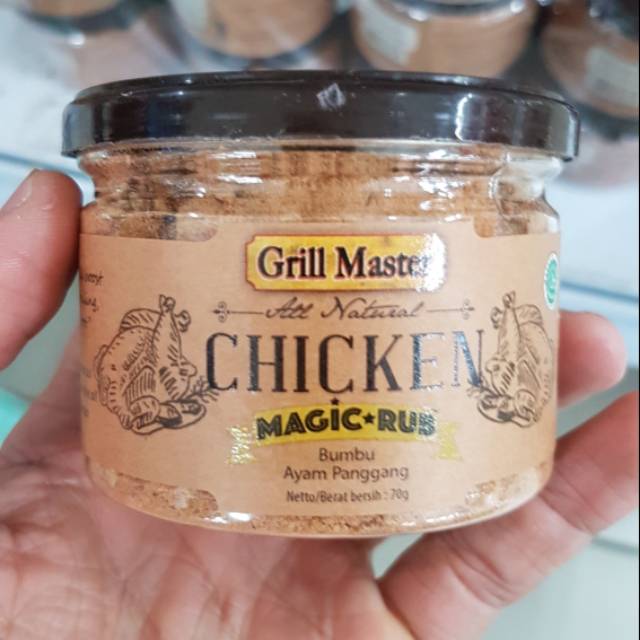 Grill Master
All Natural
CHICKEN
MAGIC★RUB
Bumbu
Ayam Panggang
Netto/Berat bersih : 70g